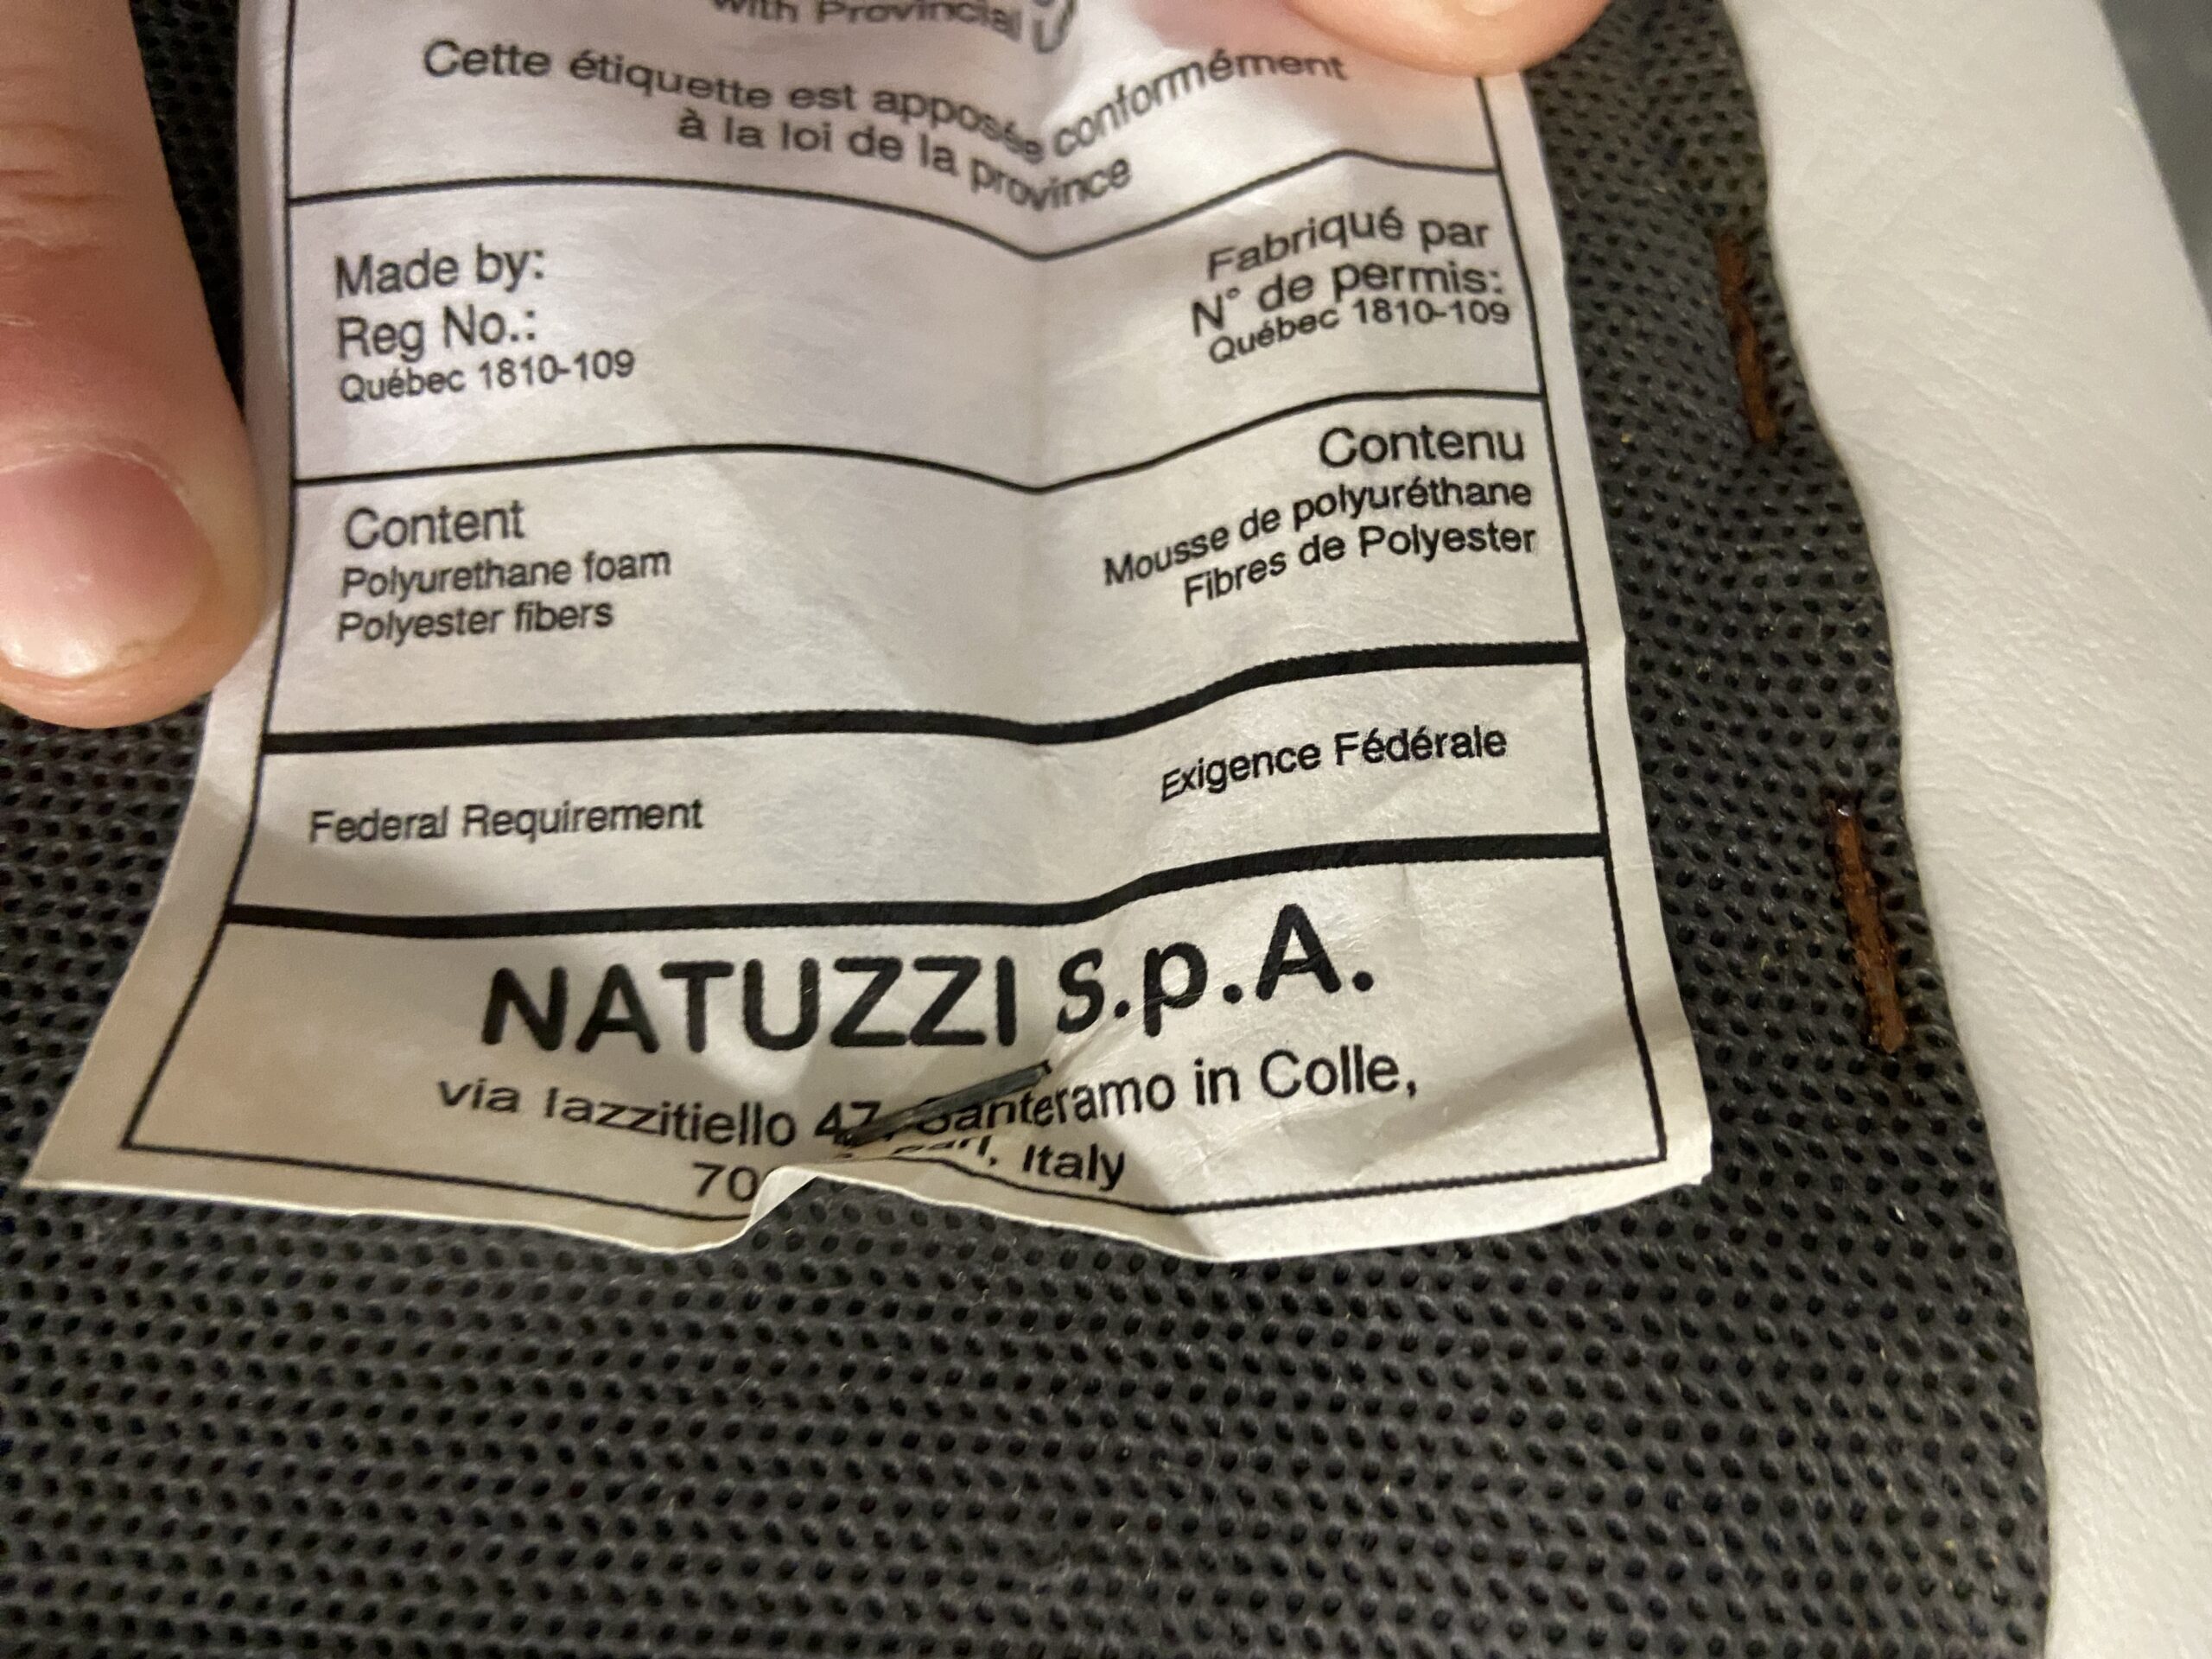 with Provincial
Cette étiquette est apposée conformément
à la loi de la province
Made by:
Reg No.:
Québec 1810-109
Fabriqué par
N° de permis:
Québec 1810-109
Content
Polyurethane foam
Polyester fibers
Contenu
Mousse de polyuréthane
Fibres de Polyester
Federal Requirement
Exigence Fédérale
NATUZZI S.p.A.
via Iazzitiello 47, Santeramo in Colle,
Italy